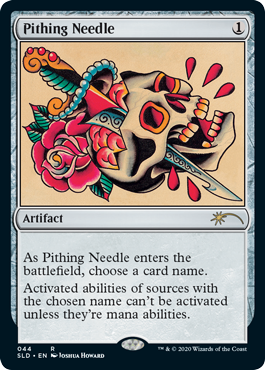 Pithing Needle 1
Artifact
As Pithing Needle enters the
battlefield, choose a card name.
Activated abilities of sources with
the chosen name can't be activated
unless they're mana abilities.
044 R
SLD • EN Joshua Howard ™ & © 2020 Wizards of the Coast